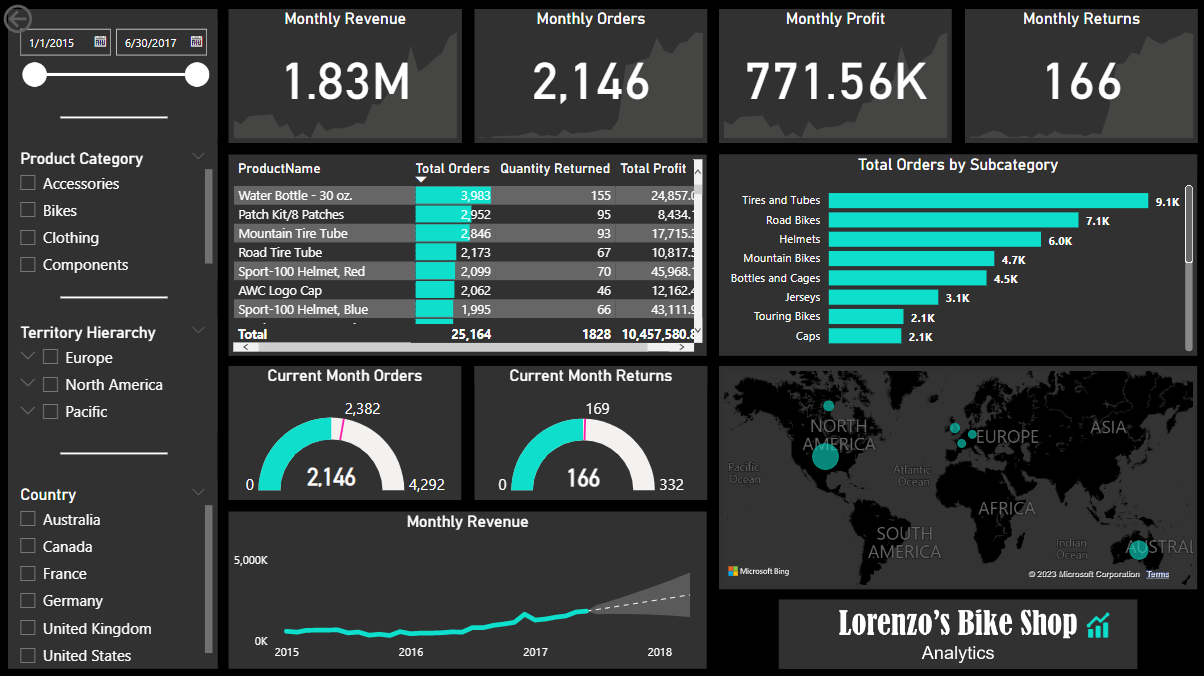 1/1/2015 6/30/2017
Product Category
Accessories
Bikes
Clothing
Components
Territory Hierarchy
Europe
North America
Pacific
Country
Australia
Canada
France
Germany
United Kingdom
United States
Monthly Revenue
1.83M
Monthly Orders
2,146
Monthly Profit
771.56K
Monthly Returns
166
ProductName Total Orders Quantity Returned Total Profit
Water Bottle - 30 oz. 3,983 155 24,857.0
Patch Kit/8 Patches 2,952 95 8,434.
Mountain Tire Tube 2,846 93 17,715.3
Road Tire Tube 2,173 67 10,817.5
Sport-100 Helmet, Red 2,099 70 45,968.
AWC Logo Cap 2,062 46 12,162.4
Sport-100 Helmet, Blue 1,995 66 43,111.9
Total 25,164 1828 10,457,580.8
Total Orders by Subcategory
Tires and Tubes 9.1K
Road Bikes 7.1K
Helmets 6.0K
Mountain Bikes 4.7K
Bottles and Cages 4.5K
Jerseys 3.1K
Touring Bikes 2.1K
Caps 2.1K
Current Month Orders
2,382
0 2,146 4,292
Current Month Returns
169
0 166 332
Monthly Revenue
5,000K
0K
2015 2016 2017 2018
NORTH
AMERICA
EUROPE
ASIA
Pacific
Ocean
Atlantic
Ocean
AFRICA
SOUTH
AMERICA
Indian
Ocean
AUSTRAL
Microsoft Bing
© 2023 Microsoft Corporation Terms
Lorenzo's Bike Shop
Analytics